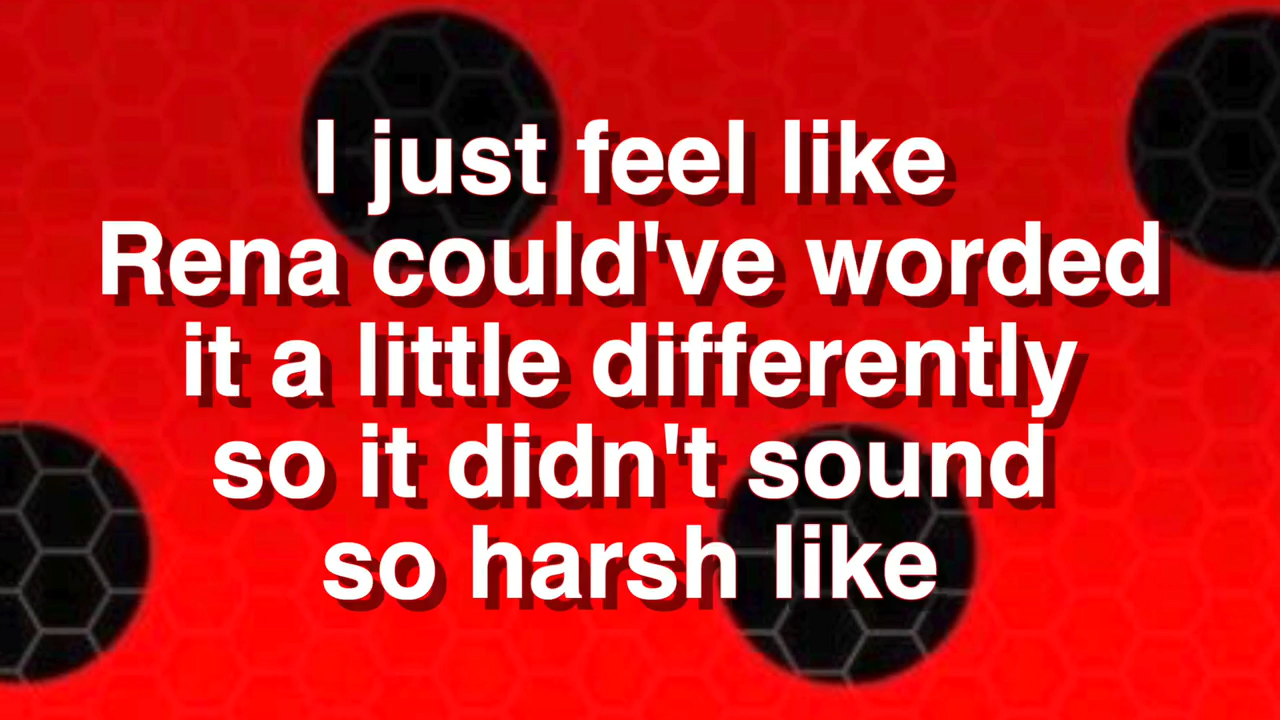 I just feel like
Rena could've worded
it a little differently
so it didn't sound
so harsh like